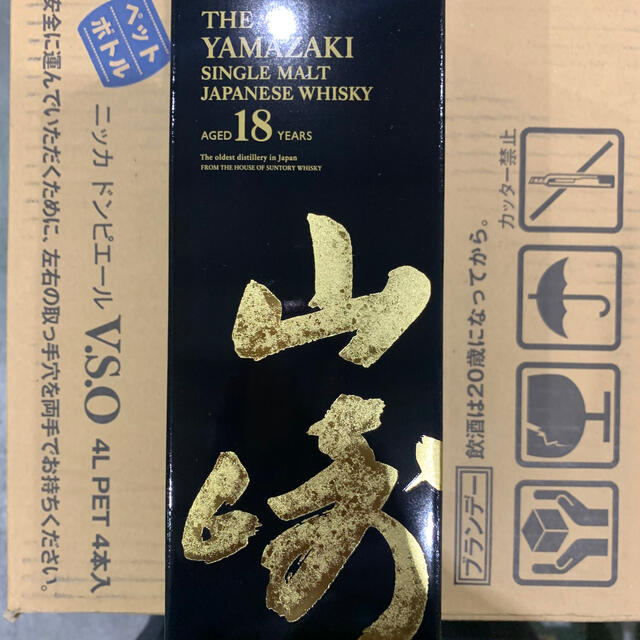 THE
YAMAZAKI
SINGLE MALT
JAPANESE WHISKY
AGED 18 YEARS
The oldest distillery in Japan
FROM THE HOUSE OF SUNTORY WHISKY
山
崎
ペット
ボトル
ニッカ ドンピエール V.S.O 4L PET 4本入
安全に運んでいただくために、左右の取っ手穴を両手でお持ちください。
カッター禁止
飲酒は20歳になってから。
ブランデー